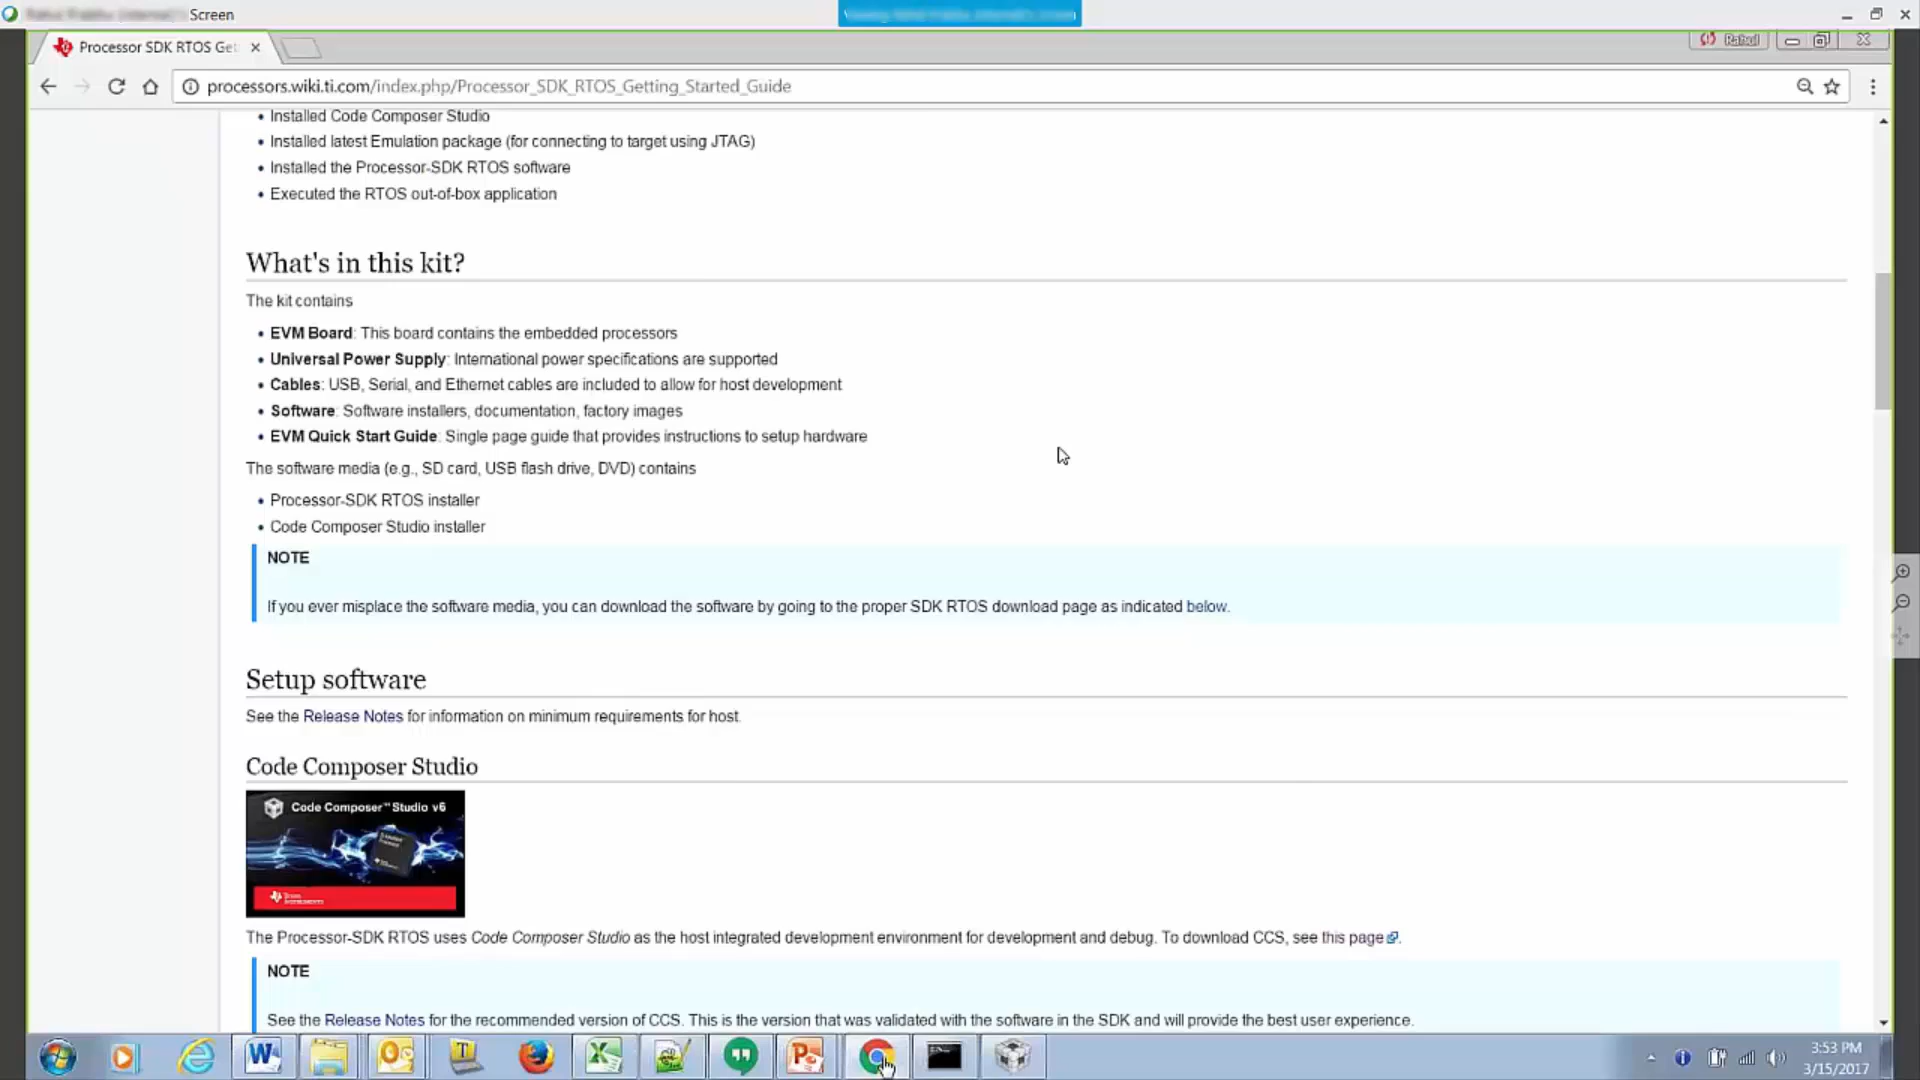 Screen
Processor SDK RTOS Get
Rahul
processors.wiki.ti.com/index.php/Processor_SDK_RTOS_Getting_Started_Guide
• Installed Code Composer Studio
• Installed latest Emulation package (for connecting to target using JTAG)
• Installed the Processor-SDK RTOS software
• Executed the RTOS out-of-box application
What's in this kit?
The kit contains
• EVM Board: This board contains the embedded processors
• Universal Power Supply: International power specifications are supported
• Cables: USB, Serial, and Ethernet cables are included to allow for host development
• Software: Software installers, documentation, factory images
• EVM Quick Start Guide: Single page guide that provides instructions to setup hardware
The software media (e.g., SD card, USB flash drive, DVD) contains
• Processor-SDK RTOS installer
• Code Composer Studio installer
NOTE
If you ever misplace the software media, you can download the software by going to the proper SDK RTOS download page as indicated below.
Setup software
See the Release Notes for information on minimum requirements for host.
Code Composer Studio
Code Composer™ Studio v6
Texas
Instruments
The Processor-SDK RTOS uses Code Composer Studio as the host integrated development environment for development and debug. To download CCS, see this page.
NOTE
See the Release Notes for the recommended version of CCS. This is the version that was validated with the software in the SDK and will provide the best user experience.
3:53 PM
3/15/2017